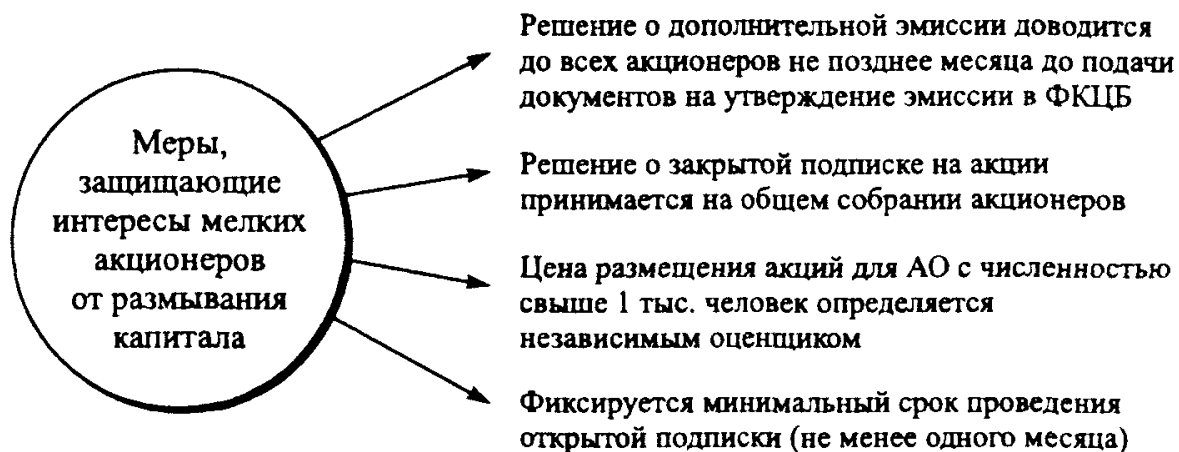 Меры,
защищающие
интересы мелких
акционеров
от размывания
капитала
Решение о дополнительной эмиссии доводится
до всех акционеров не позднее месяца до подачи
документов на утверждение эмиссии в ФКЦБ
Решение о закрытой подписке на акции
принимается на общем собрании акционеров
Цена размещения акций для АО с численностью
свыше 1 тыс. человек определяется
независимым оценщиком
Фиксируется минимальный срок проведения
открытой подписки (не менее одного месяца)